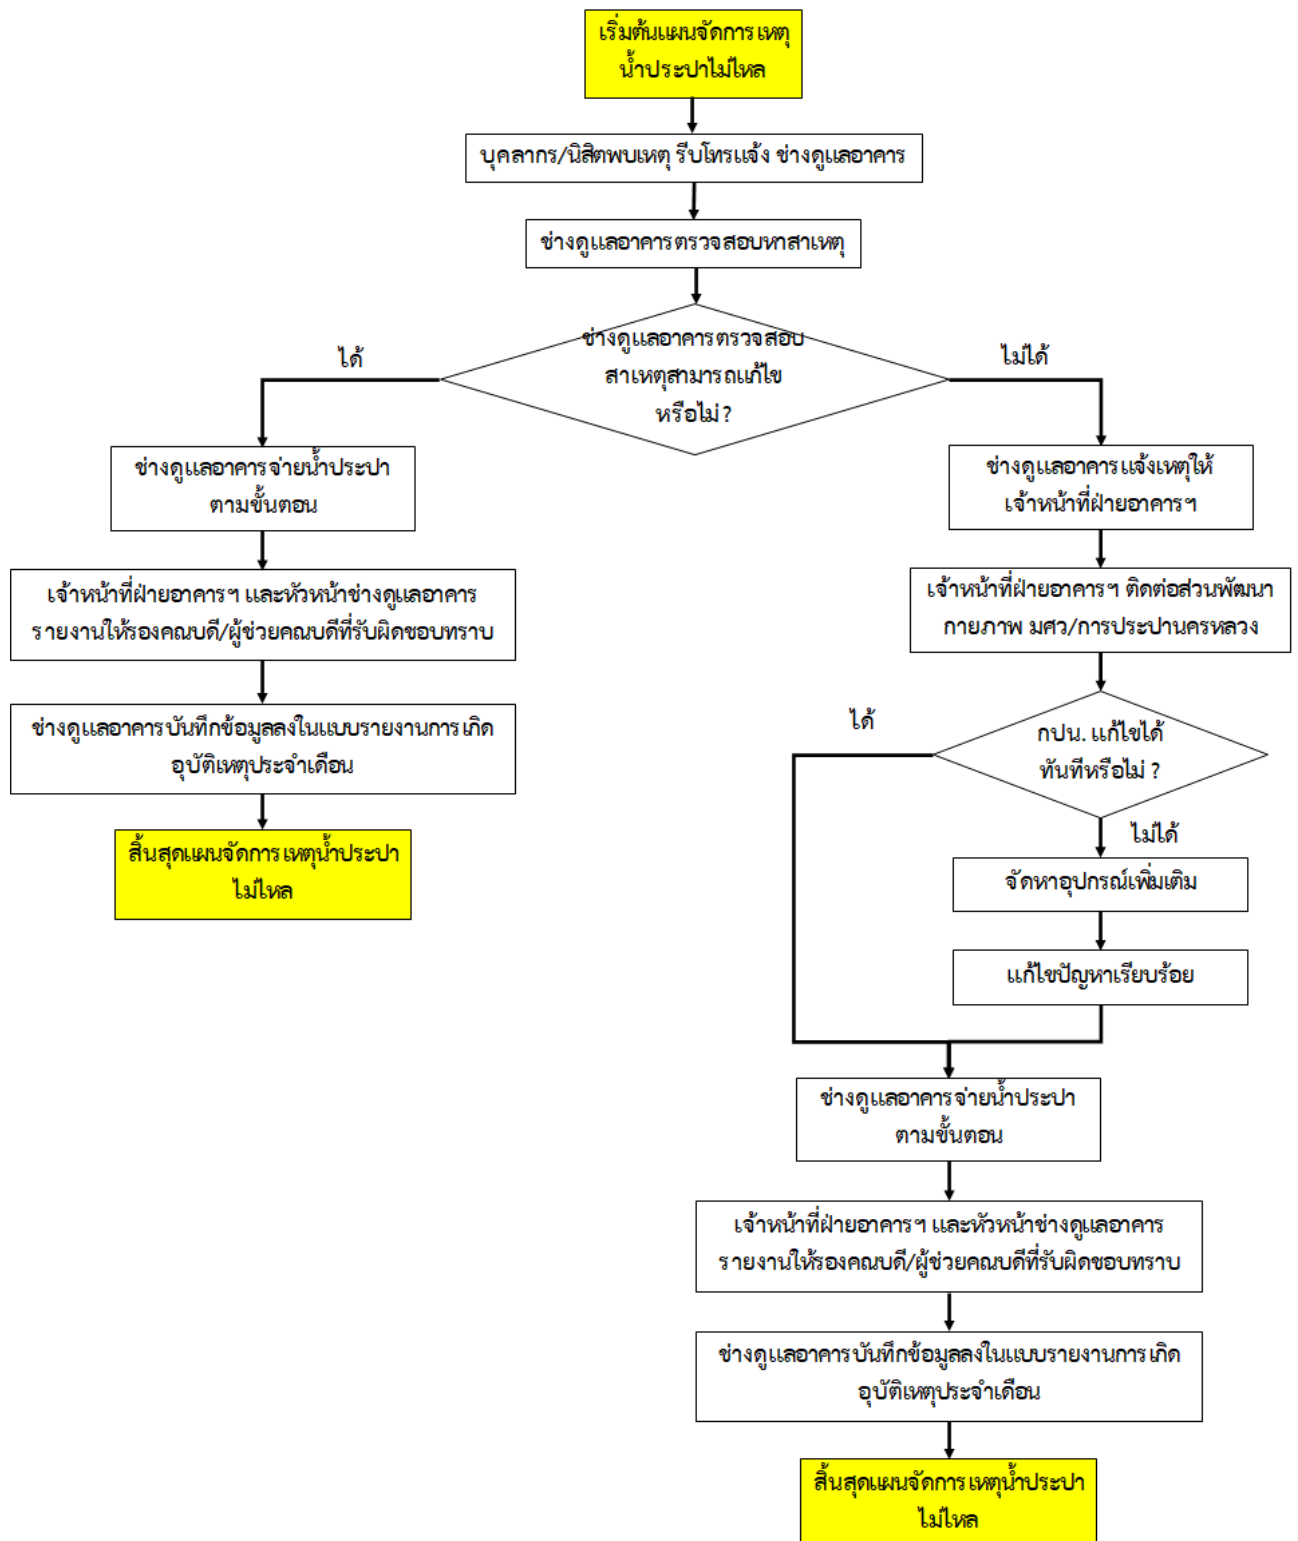 เริ่มต้นแผนจัดการเหตุ
น้ำประปาไม่ไหล
บุคลากร/นิสิตพบเหตุ รีบโทรแจ้ง ช่างดูแลอาคาร
ช่างดูแลอาคารตรวจสอบหาสาเหตุ
ช่างดูแลอาคารตรวจสอบ
สาเหตุสามารถแก้ไข
หรือไม่?
ได้
ไม่ได้
ช่างดูแลอาคารจ่ายน้ำประปา
ตามขั้นตอน
เจ้าหน้าที่ฝ่ายอาคารฯ และหัวหน้าช่างดูแลอาคาร
รายงานให้รองคณบดี/ผู้ช่วยคณบดีที่รับผิดชอบทราบ
ช่างดูแลอาคารบันทึกข้อมูลลงในแบบรายงานการเกิด
อุบัติเหตุประจำเดือน
สิ้นสุดแผนจัดการเหตุน้ำประปา
ไม่ไหล
ช่างดูแลอาคารแจ้งเหตุให้
เจ้าหน้าที่ฝ่ายอาคารฯ
เจ้าหน้าที่ฝ่ายอาคารฯ ติดต่อส่วนพัฒนา
กายภาพ มศว/การประปานครหลวง
กปน. แก้ไขได้
ทันทีหรือไม่ ?
ได้
ไม่ได้
จัดหาอุปกรณ์เพิ่มเติม
แก้ไขปัญหาเรียบร้อย
ช่างดูแลอาคารจ่ายน้ำประปา
ตามขั้นตอน
เจ้าหน้าที่ฝ่ายอาคารฯ และหัวหน้าช่างดูแลอาคาร
รายงานให้รองคณบดี/ผู้ช่วยคณบดีที่รับผิดชอบทราบ
ช่างดูแลอาคารบันทึกข้อมูลลงในแบบรายงานการเกิด
อุบัติเหตุประจำเดือน
สิ้นสุดแผนจัดการเหตุน้ำประปา
ไม่ไหล